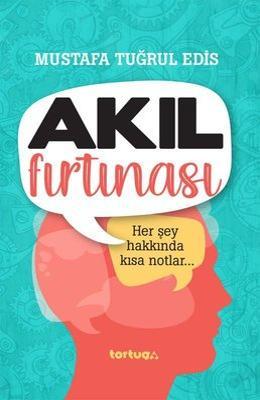 MUSTAFA TUĞRUL EDİS
AKIL
fırtınası
Her şey
hakkında
kısa notlar...
tortuga